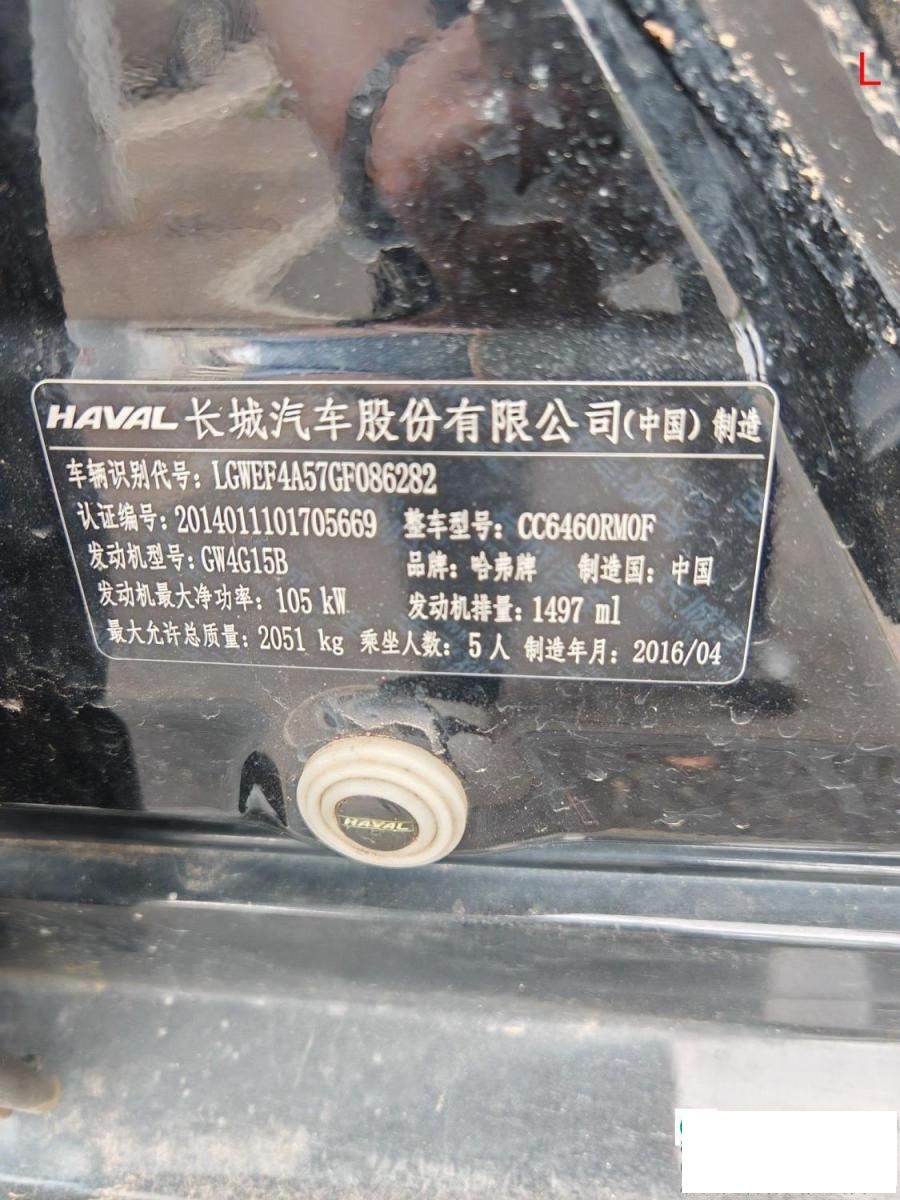 L
HAVAL 长城汽车股份有限公司(中国) 制造
车辆识别代号: LGWEF4A57GF086282
认证编号: 2014011101705669 整车型号: CC6460RM0F
发动机型号: GW4G15B 品牌: 哈弗牌 制造国: 中国
发动机最大净功率: 105 kW 发动机排量: 1497 ml
最大允许总质量: 2051 kg 乘坐人数: 5 人 制造年月: 2016/04
HAVAL